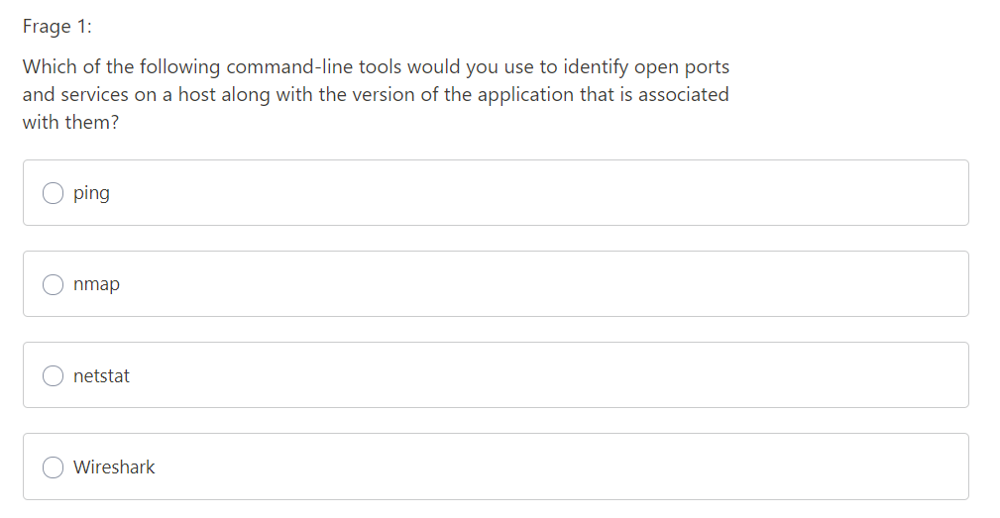 Frage 1:
Which of the following command-line tools would you use to identify open ports
and services on a host along with the version of the application that is associated
with them?
ping
nmap
netstat
Wireshark